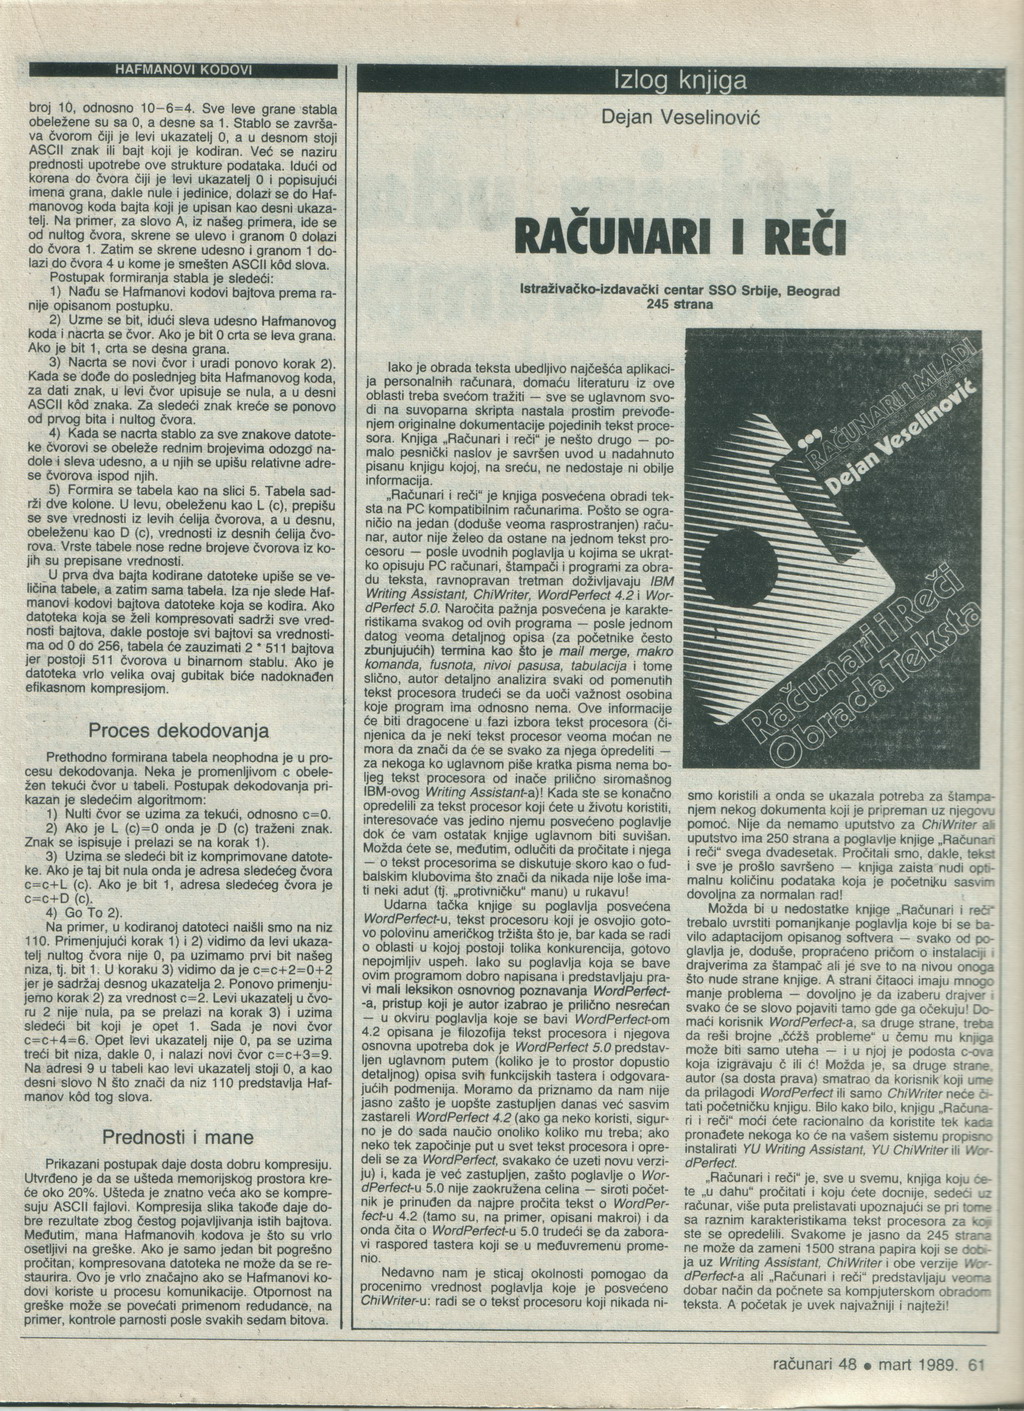 HAFMANOVI KODOVI
broj 10, odnosno 10-6=4. Sve leve grane stabla
obeležene su sa 0, a desne sa 1. Stablo se završa-
va čvorom čiji je levi ukazatelj 0, a u desnom stoji
ASCII znak ili bajt koji je kodiran. Već se naziru
prednosti upotrebe ove strukture podataka. Idući od
korena do čvora čiji je levi ukazatelj 0 i popisujući
imena grana, dakle nule i jedinice, dolazi se do Haf-
manovog koda bajta koji je upisan kao desni ukaza-
telj. Na primer, za slovo A, iz našeg primera, ide se
od nultog čvora, skrene se ulevo i granom 0 dolazi
do čvora 1. Zatim se skrene udesno i granom 1 do-
lazi do čvora 4 u kome je smešten ASCII kôd slova.
Postupak formiranja stabla je sledeći:
1) Nađu se Hafmanovi kodovi bajtova prema ra-
nije opisanom postupku.
2) Uzme se bit, idući sleva udesno Hafmanovog
koda i nacrta se čvor. Ako je bit 0 crta se leva grana.
Ako je bit 1, crta se desna grana.
3) Nacrta se novi čvor i uradi ponovo korak 2).
Kada se dođe do poslednjeg bita Hafmanovog koda,
za dati znak, u levi čvor upisuje se nula, a u desni
ASCII kôd znaka. Za sledeći znak kreće se ponovo
od prvog bita i nultog čvora.
4) Kada se nacrta stablo za sve znakove datote-
ke čvorovi se obeleže rednim brojevima odozgo na-
dole i sleva udesno, a u njih se upišu relativne adre-
se čvorova ispod njih.
5) Formira se tabela kao na slici 5. Tabela sad-
rži dve kolone. U levu, obeleženu kao L (c), prepišu
se sve vrednosti iz levih ćelija čvorova, a u desnu,
obeleženu kao D (c), vrednosti iz desnih ćelija čvo-
rova. Vrste tabele nose redne brojeve čvorova iz ko-
jih su prepisane vrednosti.
U prva dva bajta kodirane datoteke upiše se ve-
ličina tabele, a zatim sama tabela. Iza nje slede Haf-
manovi kodovi bajtova datoteke koja se kodira. Ako
datoteka koja se želi kompresovati sadrži sve vred-
nosti bajtova, dakle postoje svi bajtovi sa vrednosti-
ma od 0 do 256, tabela će zauzimati 2 * 511 bajtova
jer postoji 511 čvorova u binarnom stablu. Ako je
datoteka vrlo velika ovaj gubitak biće nadoknađen
efikasnom kompresijom.
Proces dekodovanja
Prethodno formirana tabela neophodna je u pro-
cesu dekodovanja. Neka je promenljivom c obele-
žen tekući čvor u tabeli. Postupak dekodovanja pri-
kazan je sledećim algoritmom:
1) Nulti čvor se uzima za tekući, odnosno c=0.
2) Ako je L (c)=0 onda je D (c) traženi znak.
Znak se ispisuje i prelazi se na korak 1).
3) Uzima se sledeći bit iz komprimovane datote-
ke. Ako je taj bit nula onda je adresa sledećeg čvora
c=c+L (c). Ako je bit 1, adresa sledećeg čvora je
c=c+D (c).
4) Go To 2).
Na primer, u kodiranoj datoteci naišli smo na niz
110. Primenjujući korak 1) i 2) vidimo da levi ukaza-
telj nultog čvora nije 0, pa uzimamo prvi bit našeg
niza, tj. bit 1. U koraku 3) vidimo da je c=c+2=0+2
jer je sadržaj desnog ukazatelja 2. Ponovo primenju-
jemo korak 2) za vrednost c=2. Levi ukazatelj u čvo-
ru 2 nije nula, pa se prelazi na korak 3) i uzima
sledeći bit koji je opet 1. Sada je novi čvor
c=c+4=6. Opet levi ukazatelj nije 0, pa se uzima
treći bit niza, dakle 0, i nalazi novi čvor c=c+3=9.
Na adresi 9 u tabeli kao levi ukazatelj stoji 0, a kao
desni slovo N što znači da niz 110 predstavlja Haf-
manov kôd tog slova.
Prednosti i mane
Prikazani postupak daje dosta dobru kompresiju.
Utvrđeno je da se ušteda memorijskog prostora kre-
će oko 20%. Ušteda je znatno veća ako se kompre-
suju ASCII fajlovi. Kompresija slika takođe daje do-
bre rezultate zbog čestog pojavljivanja istih bajtova.
Međutim, mana Hafmanovih kodova je što su vrlo
osetljivi na greške. Ako je samo jedan bit pogrešno
pročitan, kompresovana datoteka ne može da se re-
staurira. Ovo je vrlo značajno ako se Hafmanovi ko-
dovi koriste u procesu komunikacije. Otpornost na
greške može se povećati primenom redudance, na
primer, kontrole parnosti posle svakih sedam bitova.
Izlog knjiga
Dejan Veselinović
RAČUNARI I REČI
Istraživačko-izdavački centar SSO Srbije, Beograd
245 strana
Iako je obrada teksta ubedljivo najčešća aplikaci-
ja personalnih računara, domaću literaturu iz ove
oblasti treba svećom tražiti — sve se uglavnom svo-
di na suvoparna skripta nastala prostim prevođe-
njem originalne dokumentacije pojedinih tekst proce-
sora. Knjiga „Računari i reči" je nešto drugo — po-
malo pesnički naslov je savršen uvod u nadahnuto
pisanu knjigu kojoj, na sreću, ne nedostaje ni obilje
informacija.
„Računari i reči" je knjiga posvećena obradi tek-
sta na PC kompatibilnim računarima. Pošto se ogra-
ničio na jedan (doduše veoma rasprostranjen) raču-
nar, autor nije želeo da ostane na jednom tekst pro-
cesoru — posle uvodnih poglavlja u kojima se ukrat-
ko opisuju PC računari, štampači i programi za obra-
du teksta, ravnopravan tretman doživljavaju IBM
Writing Assistant, ChiWriter, WordPerfect 4.2 i Wor-
dPerfect 5.0. Naročita pažnja posvećena je karakte-
ristikama svakog od ovih programa — posle jednom
datog veoma detaljnog opisa (za početnike često
zbunjujućih) termina kao što je mail merge, makro
komanda, fusnota, nivoi pasusa, tabulacija i tome
slično, autor detaljno analizira svaki od pomenutih
tekst procesora trudeći se da uoči važnost osobina
koje program ima odnosno nema. Ove informacije
će biti dragocene u fazi izbora tekst procesora (či-
njenica da je neki tekst procesor veoma moćan ne
mora da znači da će se svako za njega opredeliti —
za nekoga ko uglavnom piše kratka pisma nema bo-
ljeg tekst procesora od inače prilično siromašnog
IBM-ovog Writing Assistant-a)! Kada ste se konačno
opredelili za tekst procesor koji ćete u životu koristiti,
interesovaće vas jedino njemu posvećeno poglavlje
dok će vam ostatak knjige uglavnom biti suvišan.
Možda ćete se, međutim, odlučiti da pročitate i njega
— o tekst procesorima se diskutuje skoro kao o fud-
balskim klubovima što znači da nikada nije loše ima-
ti neki adut (tj. „protivničku" manu) u rukavu!
Udarna tačka knjige su poglavlja posvećena
WordPerfect-u, tekst procesoru koji je osvojio goto-
vo polovinu američkog tržišta što je, bar kada se radi
o oblasti u kojoj postoji tolika konkurencija, gotovo
nepojmljiv uspeh. Iako su poglavlja koja se bave
ovim programom dobro napisana i predstavljaju pra-
vi mali leksikon osnovnog poznavanja WordPerfect-
-a, pristup koji je autor izabrao je prilično nesrećan
— u okviru poglavlja koje se bavi WordPerfect-om
4.2 opisana je filozofija tekst procesora i njegova
osnovna upotreba dok je WordPerfect 5.0 predstav-
ljen uglavnom putem (koliko je to prostor dopustio
detaljnog) opisa svih funkcijskih tastera i odgovara-
jućih podmenija. Moramo da priznamo da nam nije
jasno zašto je uopšte zastupljen danas već sasvim
zastareli WordPerfect 4.2 (ako ga neko koristi, sigur-
no je do sada naučio onoliko koliko mu treba; ako
neko tek započinje put u svet tekst procesora i opre-
deli se za WordPerfect, svakako će uzeti novu verzi-
ju) i, kada je već zastupljen, zašto poglavlje o Wor-
dPerfect-u 5.0 nije zaokružena celina — siroti počet-
nik je prinuđen da najpre pročita tekst o WordPer-
fect-u 4.2 (tamo su, na primer, opisani makroi) i da
onda čita o WordPerfect-u 5.0 trudeći se da zabora-
vi raspored tastera koji se u međuvremenu prome-
nio.
Nedavno nam je sticaj okolnosti pomogao da
procenimo vrednost poglavlja koje je posvećeno
ChiWriter-u: radi se o tekst procesoru koji nikada ni-
RAČUNARI I MLADI
Dejan Veselinović
Računari i Reči
Obrada Teksta
smo koristili a onda se ukazala potreba za štampa-
njem nekog dokumenta koji je pripreman uz njegovu
pomoć. Nije da nemamo uputstvo za ChiWriter ali
uputstvo ima 250 strana a poglavlje knjige „Računari
i reči" svega dvadesetak. Pročitali smo, dakle, tekst
i sve je prošlo savršeno — knjiga zaista nudi opti-
malnu količinu podataka koja je početniku sasvim
dovoljna za normalan rad!
Možda bi u nedostatke knjige „Računari i reči"
trebalo uvrstiti pomanjkanje poglavlja koje bi se ba-
vilo adaptacijom opisanog softvera — svako od po-
glavlja je, doduše, propraćeno pričom o instalaciji i
drajverima za štampač ali je sve to na nivou onoga
što nude strane knjige. A strani čitaoci imaju mnogo
manje problema — dovoljno je da izaberu drajver i
svako će se slovo pojaviti tamo gde ga očekuju! Do-
maći korisnik WordPerfect-a, sa druge strane, treba
da reši brojne „ćčžš probleme" u čemu mu knjiga
može biti samo uteha — i u njoj je podosta c-ova
koja izigravaju č ili ć! Možda je, sa druge strane,
autor (sa dosta prava) smatrao da korisnik koji ume
da prilagodi WordPerfect ili samo ChiWriter neće či-
tati početničku knjigu. Bilo kako bilo, knjigu „Računa-
ri i reči" moći ćete racionalno da koristite tek kada
pronađete nekoga ko će na vašem sistemu propisno
instalirati YU Writing Assistant, YU ChiWriter ili Wor-
dPerfect.
„Računari i reči" je, sve u svemu, knjiga koju će-
te „u dahu" pročitati i koju ćete docnije, sedeći uz
računar, više puta prelistavati upoznajući se pri tome
sa raznim karakteristikama tekst procesora za koji
ste se opredelili. Svakome je jasno da 245 strana
ne može da zameni 1500 strana papira koji se dobi-
ja uz Writing Assistant, ChiWriter i obe verzije Wor-
dPerfect-a ali „Računari i reči" predstavljaju veoma
dobar način da počnete sa kompjuterskom obradom
teksta. A početak je uvek najvažniji i najteži!
računari 48 • mart 1989. 61